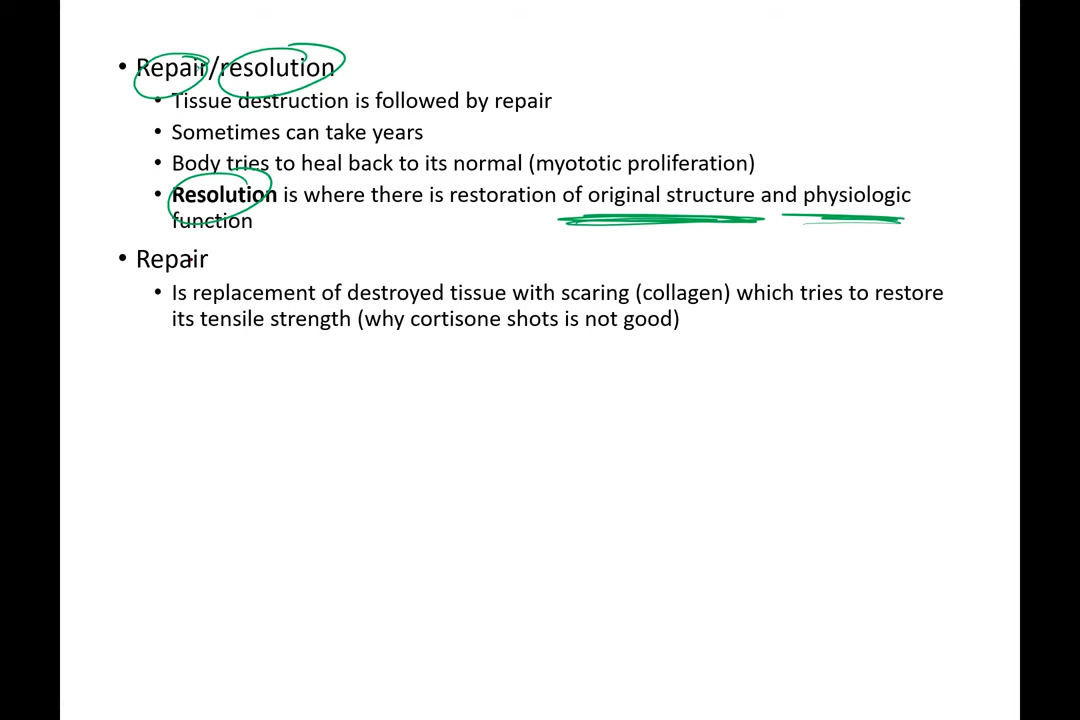 • Repair/resolution
• Tissue destruction is followed by repair
• Sometimes can take years
• Body tries to heal back to its normal (myototic proliferation)
• Resolution is where there is restoration of original structure and physiologic
function
• Repair
• Is replacement of destroyed tissue with scaring (collagen) which tries to restore
its tensile strength (why cortisone shots is not good)